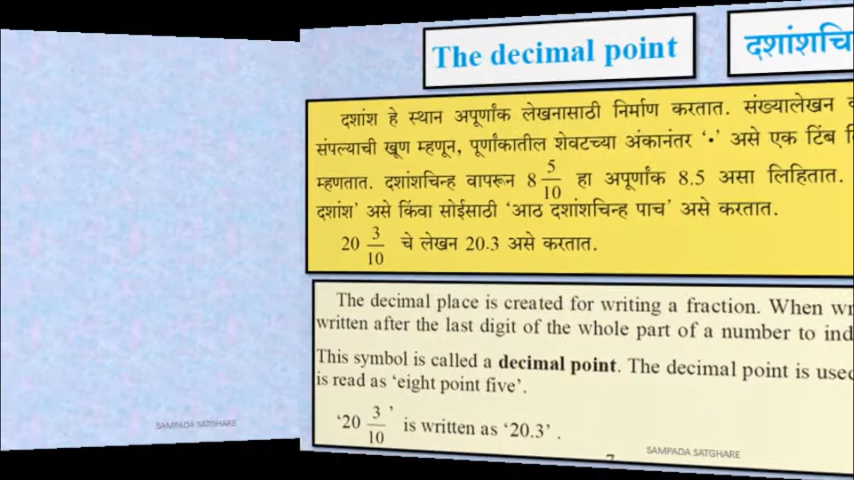 The decimal point
दशांशचि
दशांश हे स्थान अपूर्णांक लेखनासाठी निर्माण करतात. संख्यालेखन
संपल्याची खूण म्हणून, पूर्णांकातील शेवटच्या अंकानंतर ‘•’ असे एक टिंब
म्हणतात. दशांशचिन्ह वापरून 8 5/10 हा अपूर्णांक 8.5 असा लिहितात.
दशांश’ असे किंवा सोईसाठी ‘आठ दशांशचिन्ह पाच’ असे करतात.
20 3/10 चे लेखन 20.3 असे करतात.
The decimal place is created for writing a fraction. When wr
written after the last digit of the whole part of a number to ind
This symbol is called a decimal point. The decimal point is used
is read as ‘eight point five’.
‘20 3/10’ is written as ‘20.3’ .
SAMPADA SATGHARE
SAMPADA SATGHARE